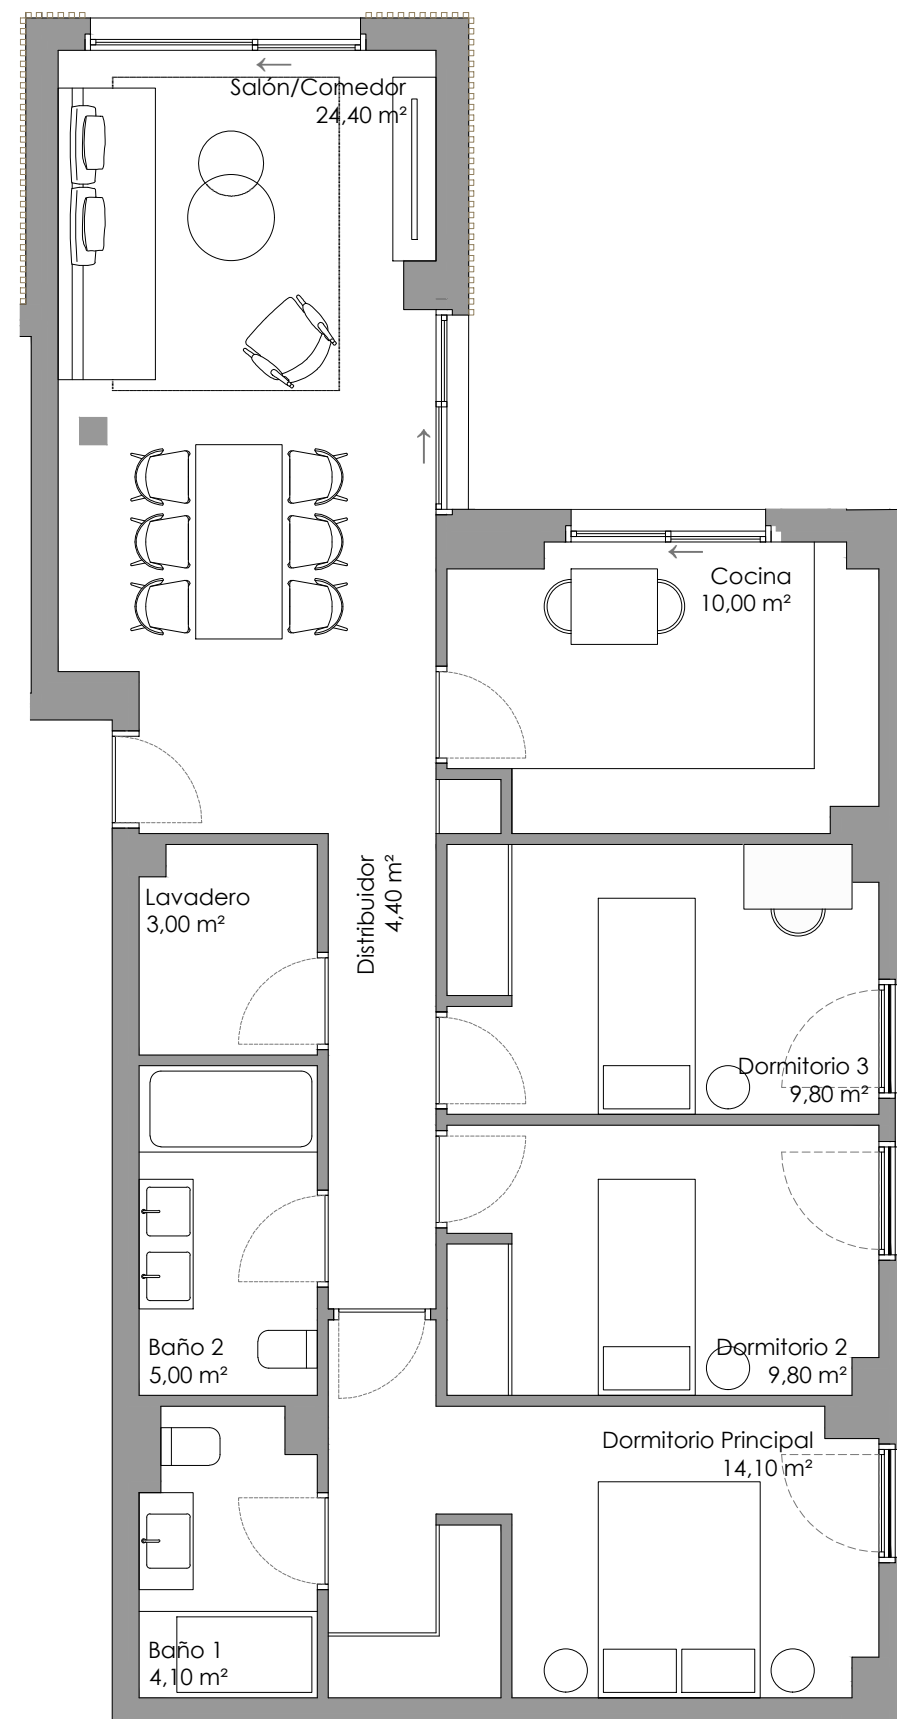 Salón/Comedor
24,40 m²
Cocina
10,00 m²
Distribuidor
4,40 m²
Lavadero
3,00 m²
Dormitorio 3
9,80 m²
Baño 2
5,00 m²
Dormitorio 2
9,80 m²
Dormitorio Principal
14,10 m²
Baño 1
4,10 m²